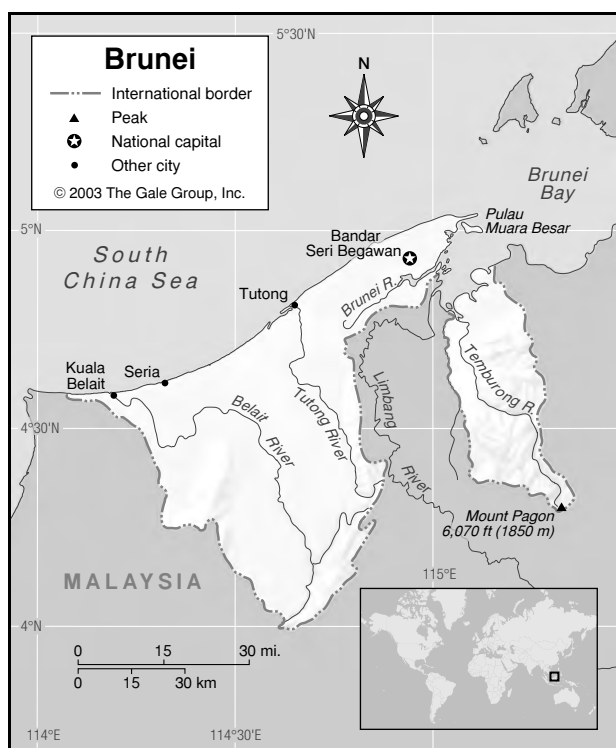 Brunei
International border
Peak
National capital
Other city
© 2003 The Gale Group, Inc.
N
5°30'N
Brunei
Bay
5°N
Pulau
Muara Besar
Bandar
Seri Begawan
South
China Sea
Brunei R.
Tutong
Kuala
Belait
Seria
Limbang
River
Temburong R.
Belait
River
Tutong River
4°30'N
Mount Pagon
6,070 ft (1850 m)
115°E
MALAYSIA
4°N
0 15 30 mi.
0 15 30 km
114°E
114°30'E